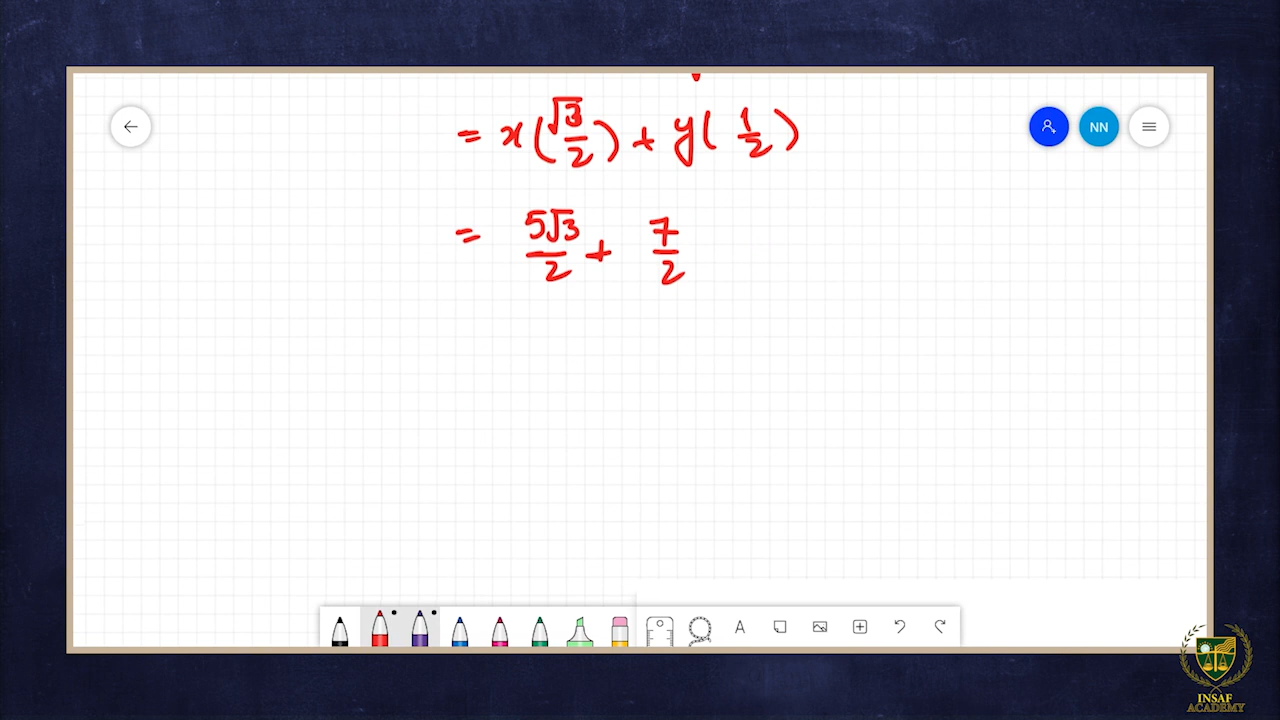 = x(√3/2) + y(1/2)
= 5√3/2 + 7/2
NN
A
INSAF
ACADEMY